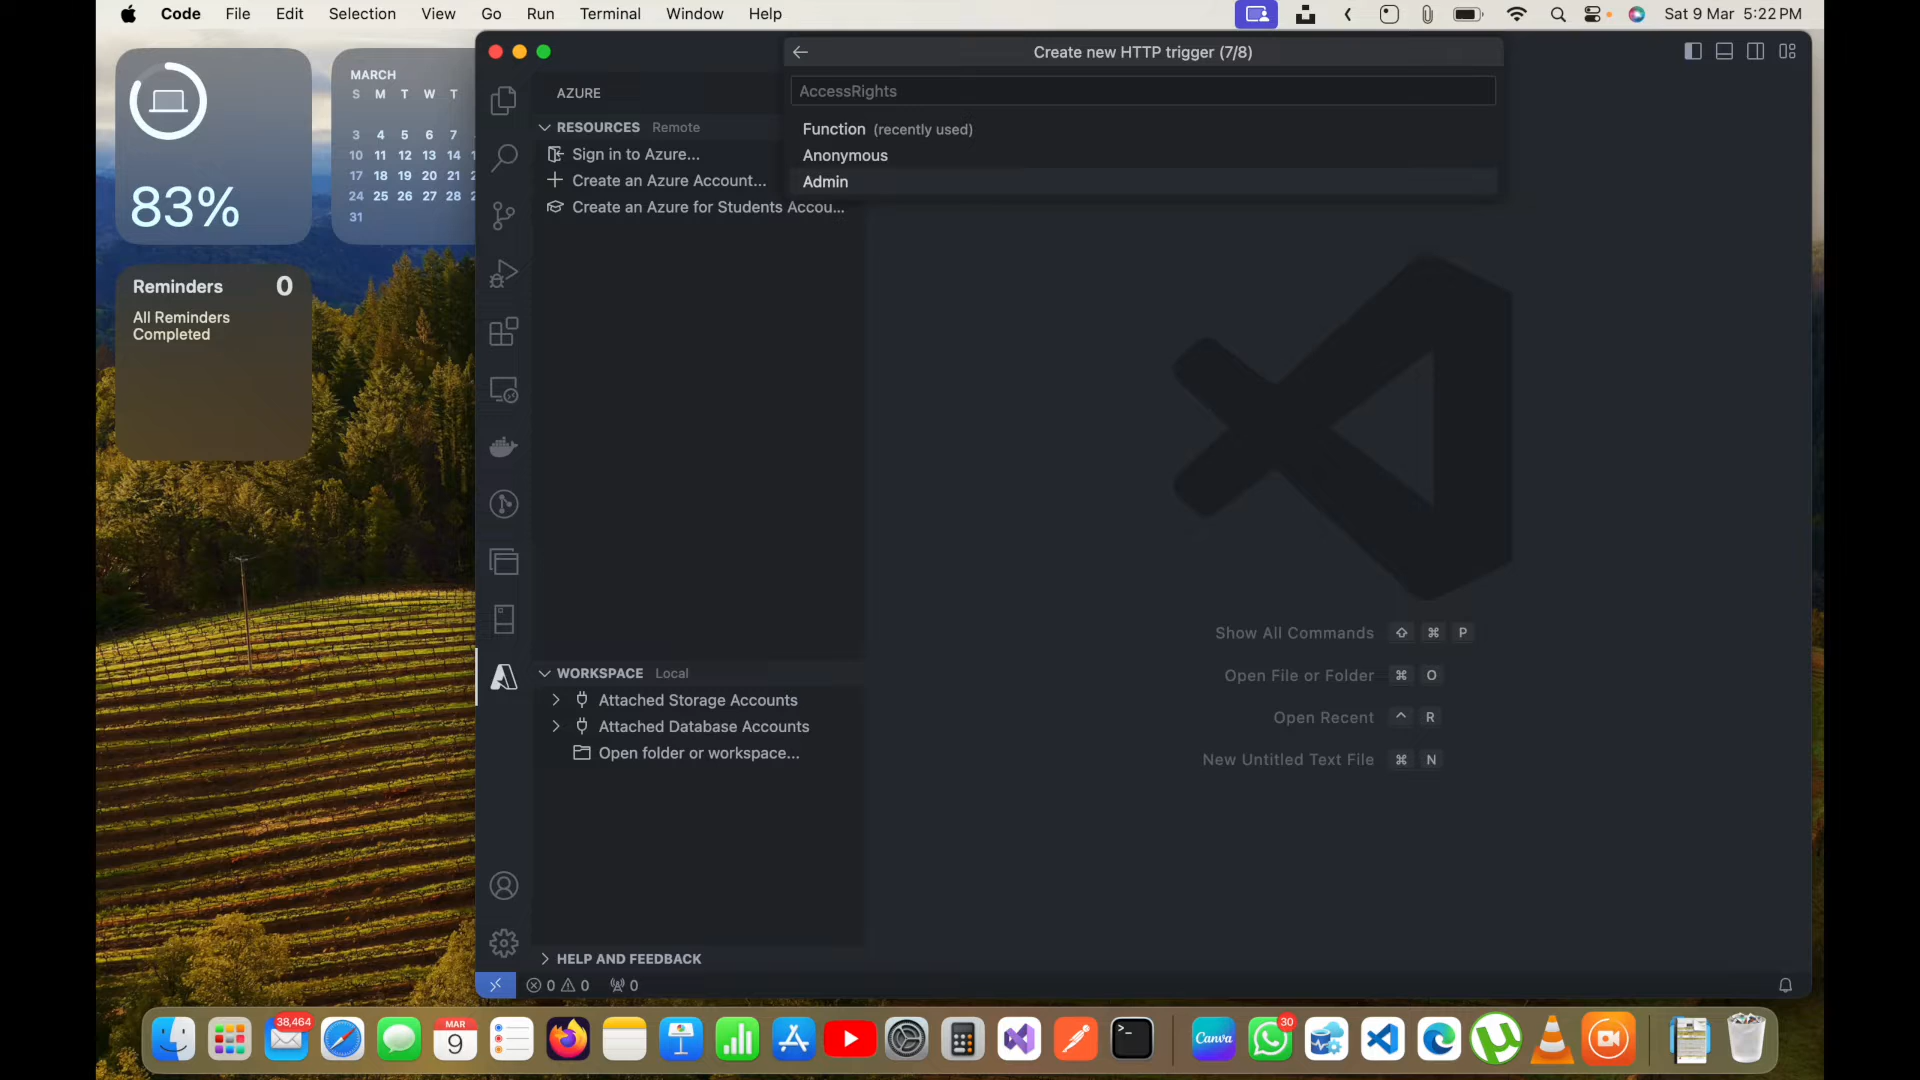 Code File Edit Selection View Go Run Terminal Window Help
Sat 9 Mar 5:22 PM
83%
MARCH
S M T W T
3 4 5 6 7
10 11 12 13 14
17 18 19 20 21
24 25 26 27 28
31
Reminders 0
All Reminders
Completed
Create new HTTP trigger (7/8)
AccessRights
Function (recently used)
Anonymous
Admin
AZURE
RESOURCES Remote
Sign in to Azure...
Create an Azure Account...
Create an Azure for Students Accou...
Show All Commands ⇧ ⌘ P
Open File or Folder ⌘ O
Open Recent ^ R
New Untitled Text File ⌘ N
WORKSPACE Local
Attached Storage Accounts
Attached Database Accounts
Open folder or workspace...
HELP AND FEEDBACK
0 0 0
38,464
MAR
9
Canva
30